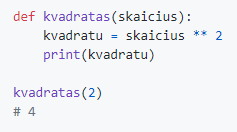 def kvadratas(skaicius):
    kvadratu = skaicius ** 2
    print(kvadratu)

kvadratas(2)
# 4